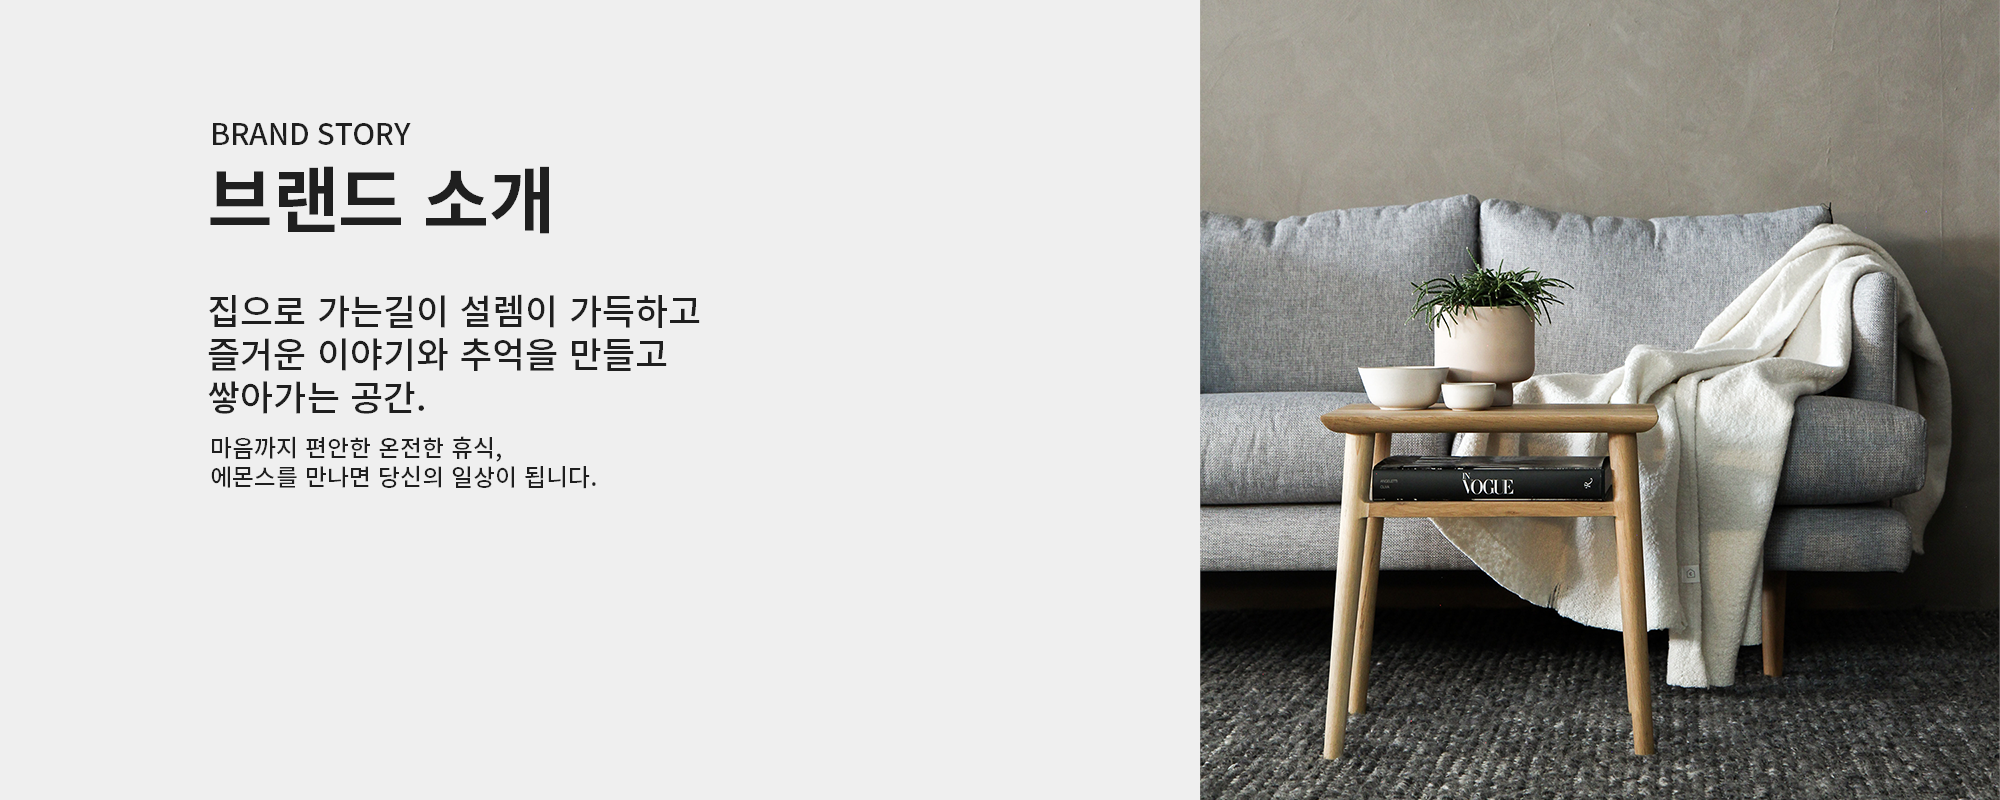 BRAND STORY
브랜드 소개
집으로 가는길이 설렘이 가득하고
즐거운 이야기와 추억을 만들고
쌓아가는 공간.
마음까지 편안한 온전한 휴식,
에몬스를 만나면 당신의 일상이 됩니다.
IN
VOGUE